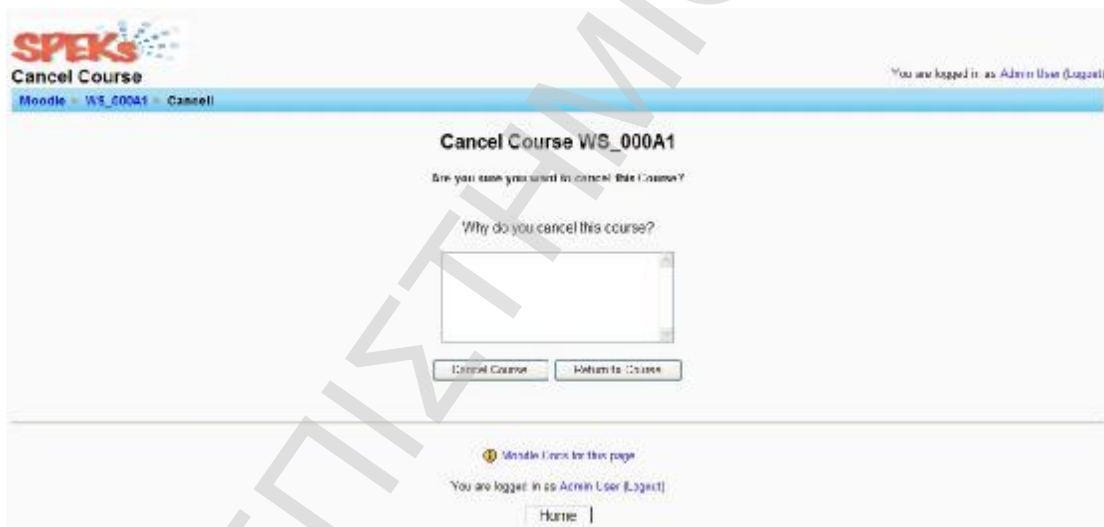 SPEKs
Cancel Course
You are logged in as Admin User (Logout)
Moodle WS_000A1 Cancell
Cancel Course WS_000A1
Are you sure you want to cancel this Course?
Why do you cancel this course?
Cancel Course Return to Course
Moodle Docs for this page
You are logged in as Admin User (Logout)
Home
ΠΙΣΤΗΜΙ